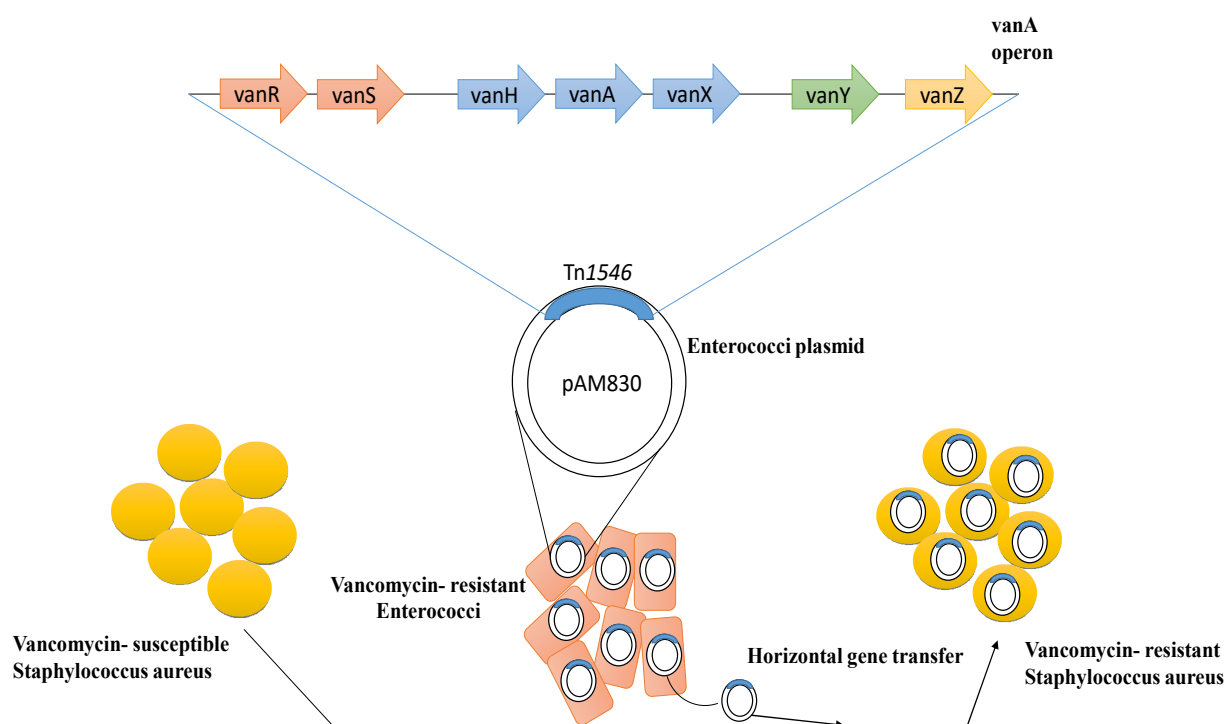 vanA
operon
vanR vanS vanH vanA vanX vanY vanZ
Tn1546
Enterococci plasmid
pAM830
Vancomycin- resistant
Enterococci
Vancomycin- susceptible
Staphylococcus aureus
Horizontal gene transfer
Vancomycin- resistant
Staphylococcus aureus